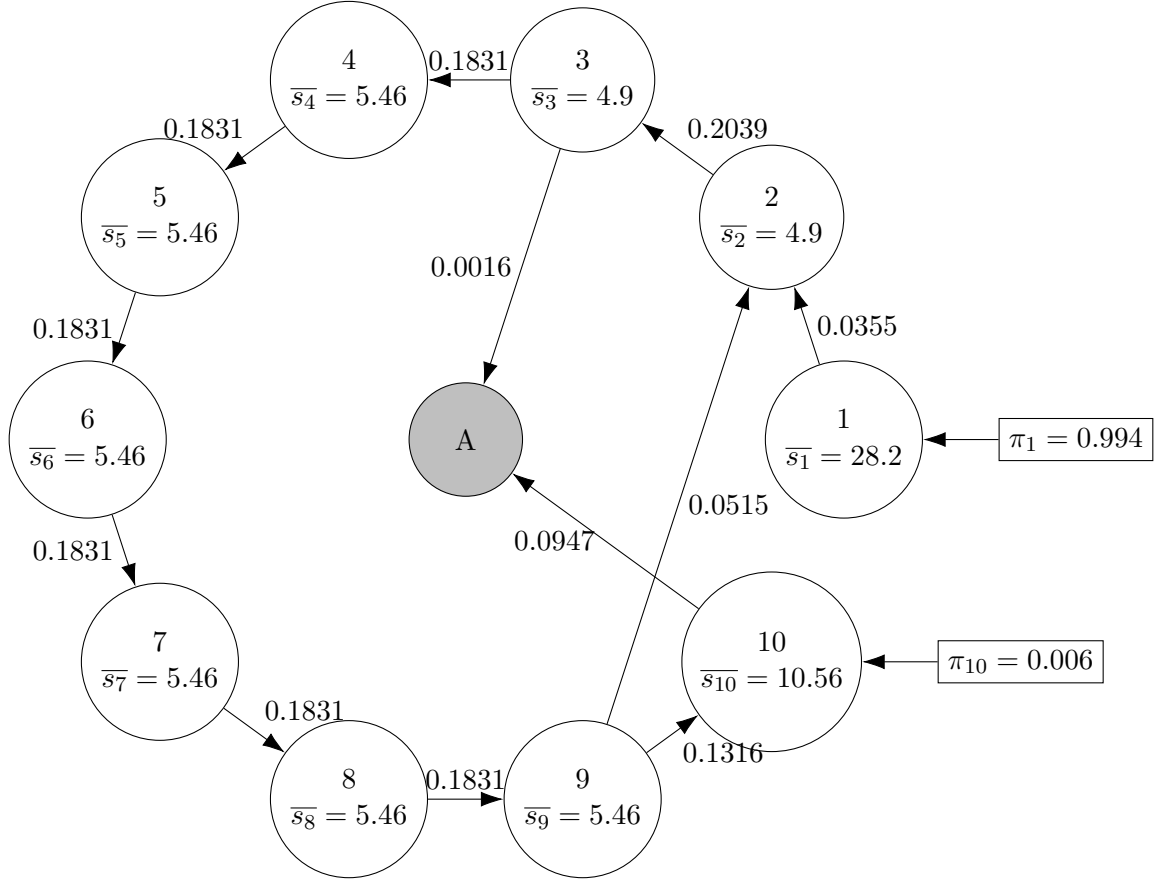 4
s̅₄ = 5.46
0.1831
3
s̅₃ = 4.9
0.1831
0.2039
5
s̅₅ = 5.46
2
s̅₂ = 4.9
0.0016
0.1831
0.0355
6
s̅₆ = 5.46
A
1
s̅₁ = 28.2
π₁ = 0.994
0.0515
0.0947
0.1831
7
s̅₇ = 5.46
10
s̅₁₀ = 10.56
π₁₀ = 0.006
0.1831
0.1316
8
s̅₈ = 5.46
0.1831
9
s̅₉ = 5.46